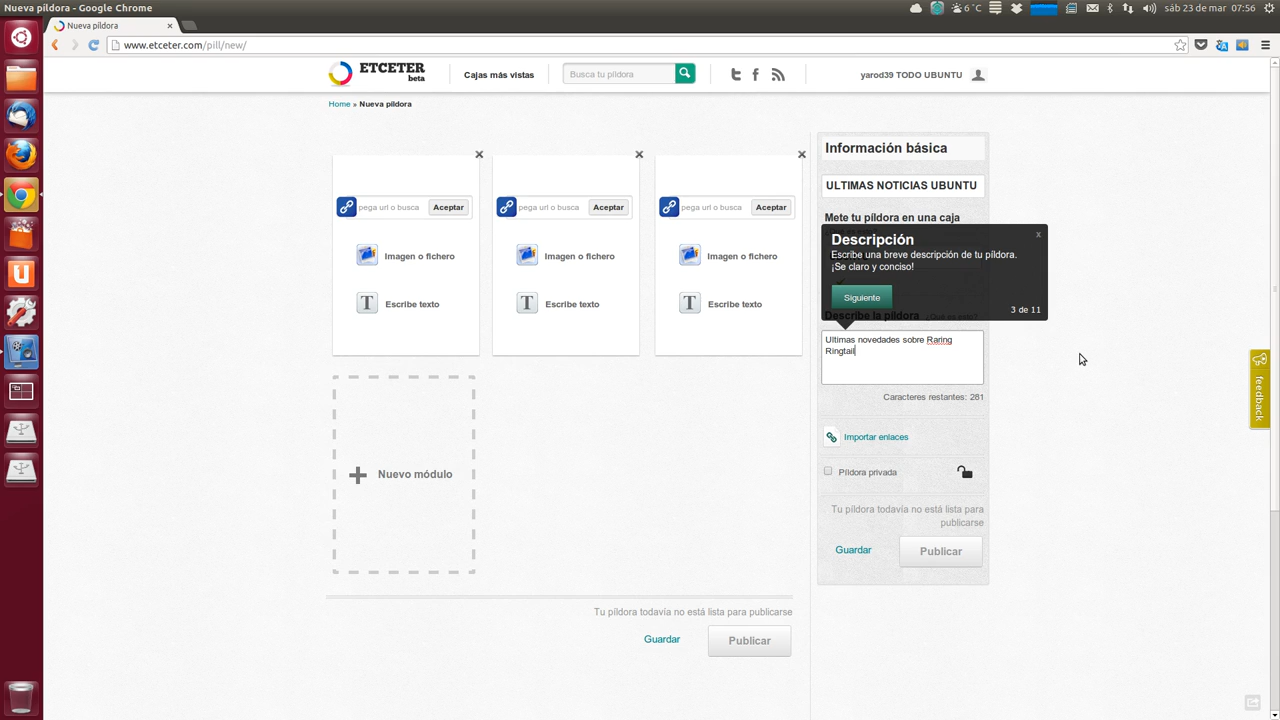 Nueva pildora - Google Chrome
6°C
sáb 23 de mar 07:56
Nueva pildora
www.etceter.com/pill/new/
ETCETER
beta
Cajas más vistas
Busca tu píldora
yarod39 TODO UBUNTU
Home » Nueva pildora
pega url o busca Aceptar
pega url o busca Aceptar
pega url o busca Aceptar
Imagen o fichero
Imagen o fichero
Imagen o fichero
T Escribe texto
T Escribe texto
T Escribe texto
Nuevo módulo
Tu píldora todavía no está lista para publicarse
Guardar
Publicar
Información básica
ULTIMAS NOTICIAS UBUNTU
Mete tu píldora en una caja
Descripción
x
Escribe una breve descripción de tu píldora.
¡Se claro y conciso!
Siguiente
3 de 11
Describe la píldora ¿Qué es esto?
Ultimas novedades sobre Raring
Ringtail
Caracteres restantes: 281
Importar enlaces
Píldora privada
Tu píldora todavía no está lista para
publicarse
Guardar
Publicar
feedback